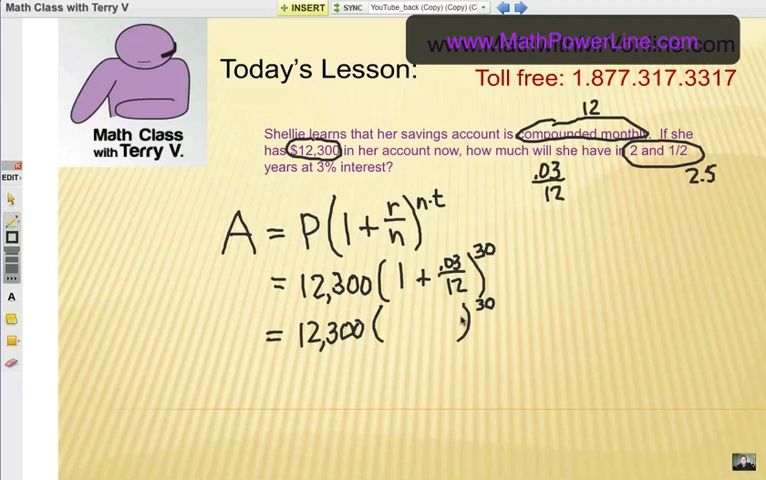 Math Class with Terry V
INSERT SYNC YouTube_back (Copy) (Copy) (C
www.MathPowerLine.com
Today's Lesson:
Toll free: 1.877.317.3317
12
Shellie learns that her savings account is compounded monthly. If she
has $12,300 in her account now, how much will she have in 2 and 1/2
years at 3% interest?
.03/12
2.5
Math Class
with Terry V.
EDIT
A
A = P(1 + r/n)^n·t
= 12,300(1 + .03/12)^30
= 12,300( )^30